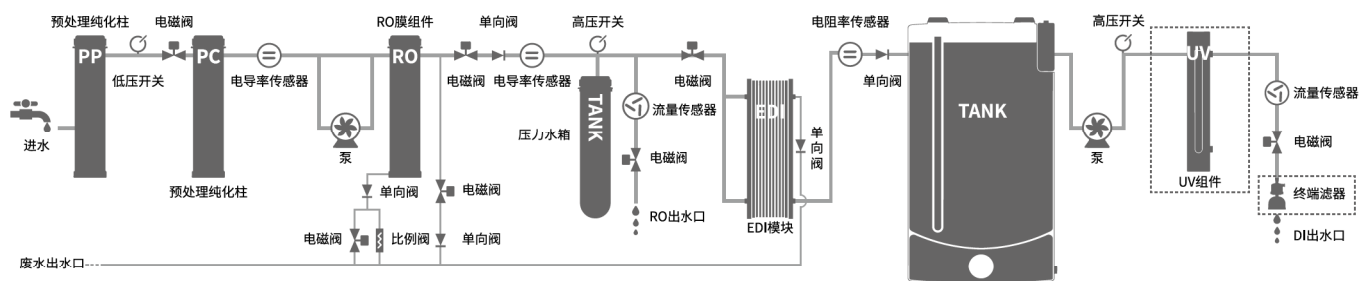 预处理纯化柱
电磁阀
RO膜组件
单向阀
高压开关
电阻率传感器
高压开关
PP
低压开关
PC
电导率传感器
RO
电磁阀
电导率传感器
电磁阀
单向阀
TANK
UV
进水
泵
TANK
压力水箱
流量传感器
EDI
单向阀
泵
流量传感器
电磁阀
电磁阀
预处理纯化柱
单向阀
电磁阀
UV组件
终端滤器
RO出水口
EDI模块
电磁阀
比例阀
单向阀
DI出水口
废水出水口